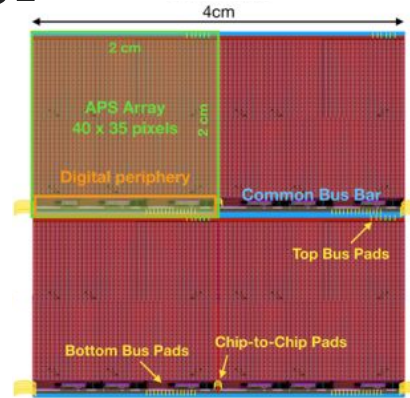 4cm
2 cm
APS Array
40 x 35 pixels
2 cm
Digital periphery
Common Bus Bar
Top Bus Pads
Chip-to-Chip Pads
Bottom Bus Pads